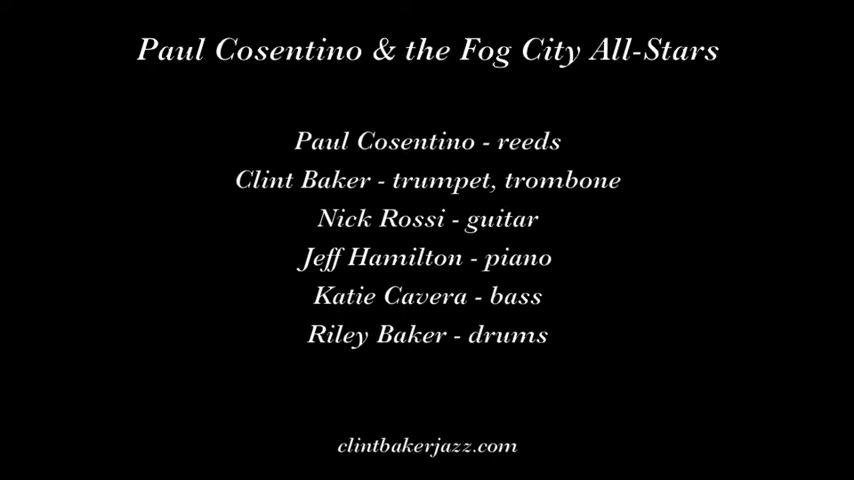 Paul Cosentino & the Fog City All-Stars
Paul Cosentino - reeds
Clint Baker - trumpet, trombone
Nick Rossi - guitar
Jeff Hamilton - piano
Katie Cavera - bass
Riley Baker - drums
clintbakerjazz.com